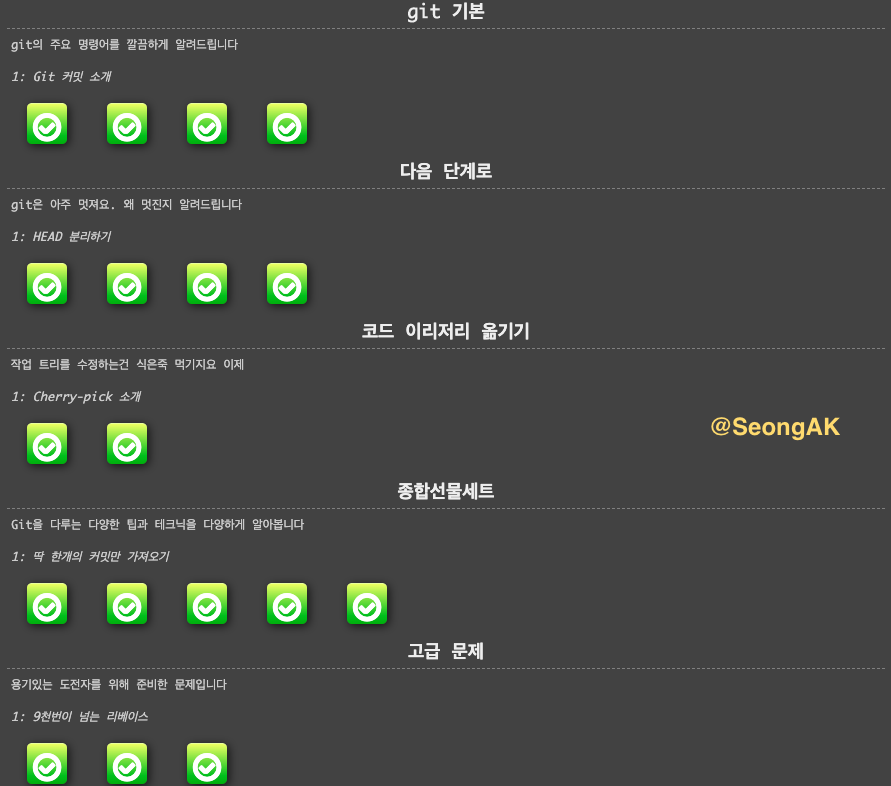 git 기본
git의 주요 명령어를 깔끔하게 알려드립니다
1: Git 커밋 소개
다음 단계로
git은 아주 멋져요. 왜 멋진지 알려드립니다
1: HEAD 분리하기
코드 이리저리 옮기기
작업 트리를 수정하는건 식은죽 먹기지요 이제
1: Cherry-pick 소개
@SeongAK
종합선물세트
Git을 다루는 다양한 팁과 테크닉을 다양하게 알아봅니다
1: 딱 한개의 커밋만 가져오기
고급 문제
용기있는 도전자를 위해 준비한 문제입니다
1: 9천번이 넘는 리베이스